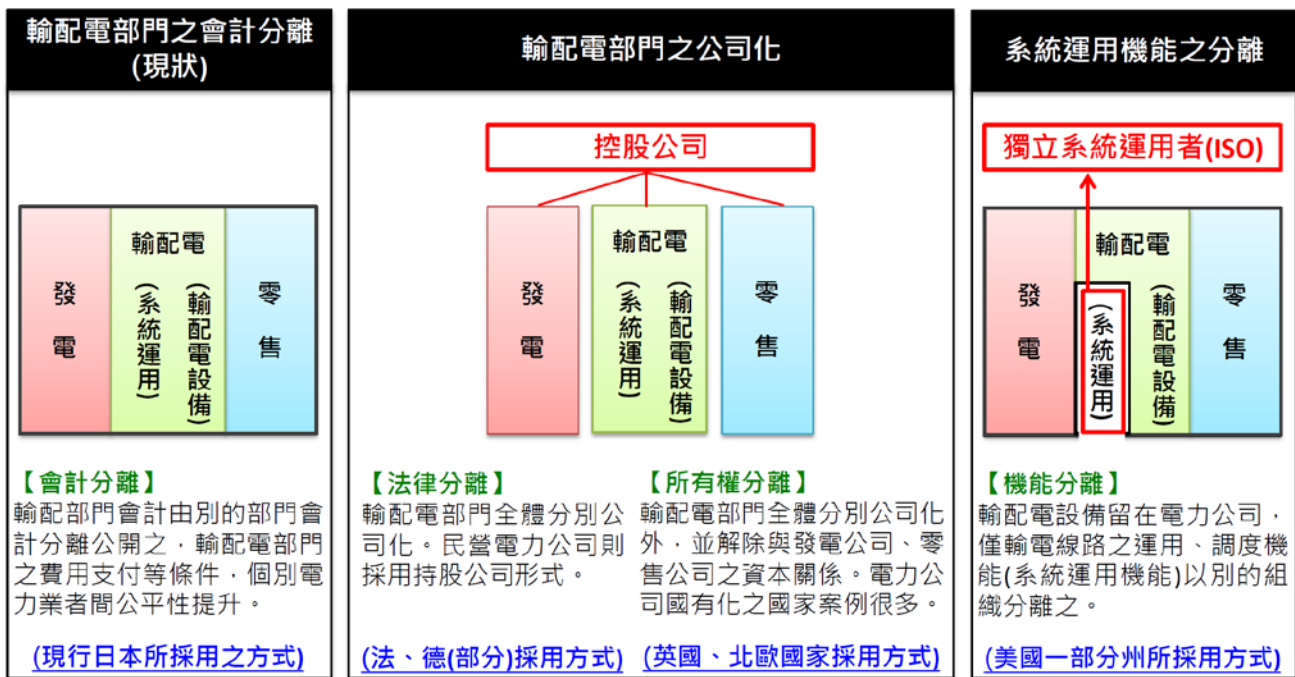 輸配電部門之會計分離
(現狀)
發電
輸配電
(系統運用)
(輸配電設備)
零售
【會計分離】
輸配部門會計由別的部門會
計分離公開之，輸配電部門
之費用支付等條件，個別電
力業者間公平性提升。
(現行日本所採用之方式)
輸配電部門之公司化
控股公司
發電
輸配電
(系統運用)
(輸配電設備)
零售
【法律分離】
輸配電部門全體分別公
司化。民營電力公司則
採用持股公司形式。
(法、德(部分)採用方式)
【所有權分離】
輸配電部門全體分別公司化
外，並解除與發電公司、零
售公司之資本關係。電力公
司國有化之國家案例很多。
(英國、北歐國家採用方式)
系統運用機能之分離
獨立系統運用者(ISO)
發電
輸配電
(系統運用)
(輸配電設備)
零售
【機能分離】
輸配電設備留在電力公司，
僅輸電線路之運用、調度機
能(系統運用機能)以別的組
織分離之。
(美國一部分州所採用方式)